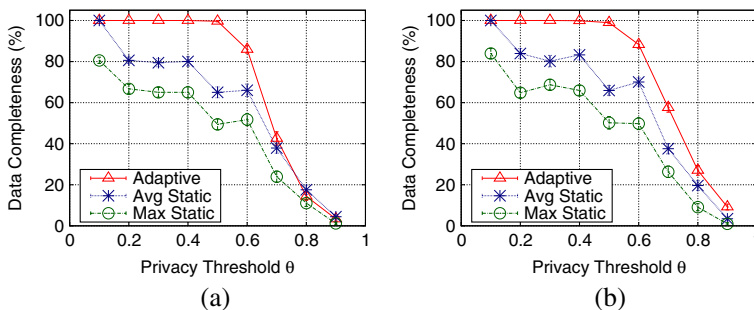 100
80
60
40
20
0
Data Completeness (%)
Adaptive
Avg Static
Max Static
0 0.2 0.4 0.6 0.8 1
Privacy Threshold θ
(a)
100
80
60
40
20
0
Data Completeness (%)
Adaptive
Avg Static
Max Static
0 0.2 0.4 0.6 0.8 1
Privacy Threshold θ
(b)